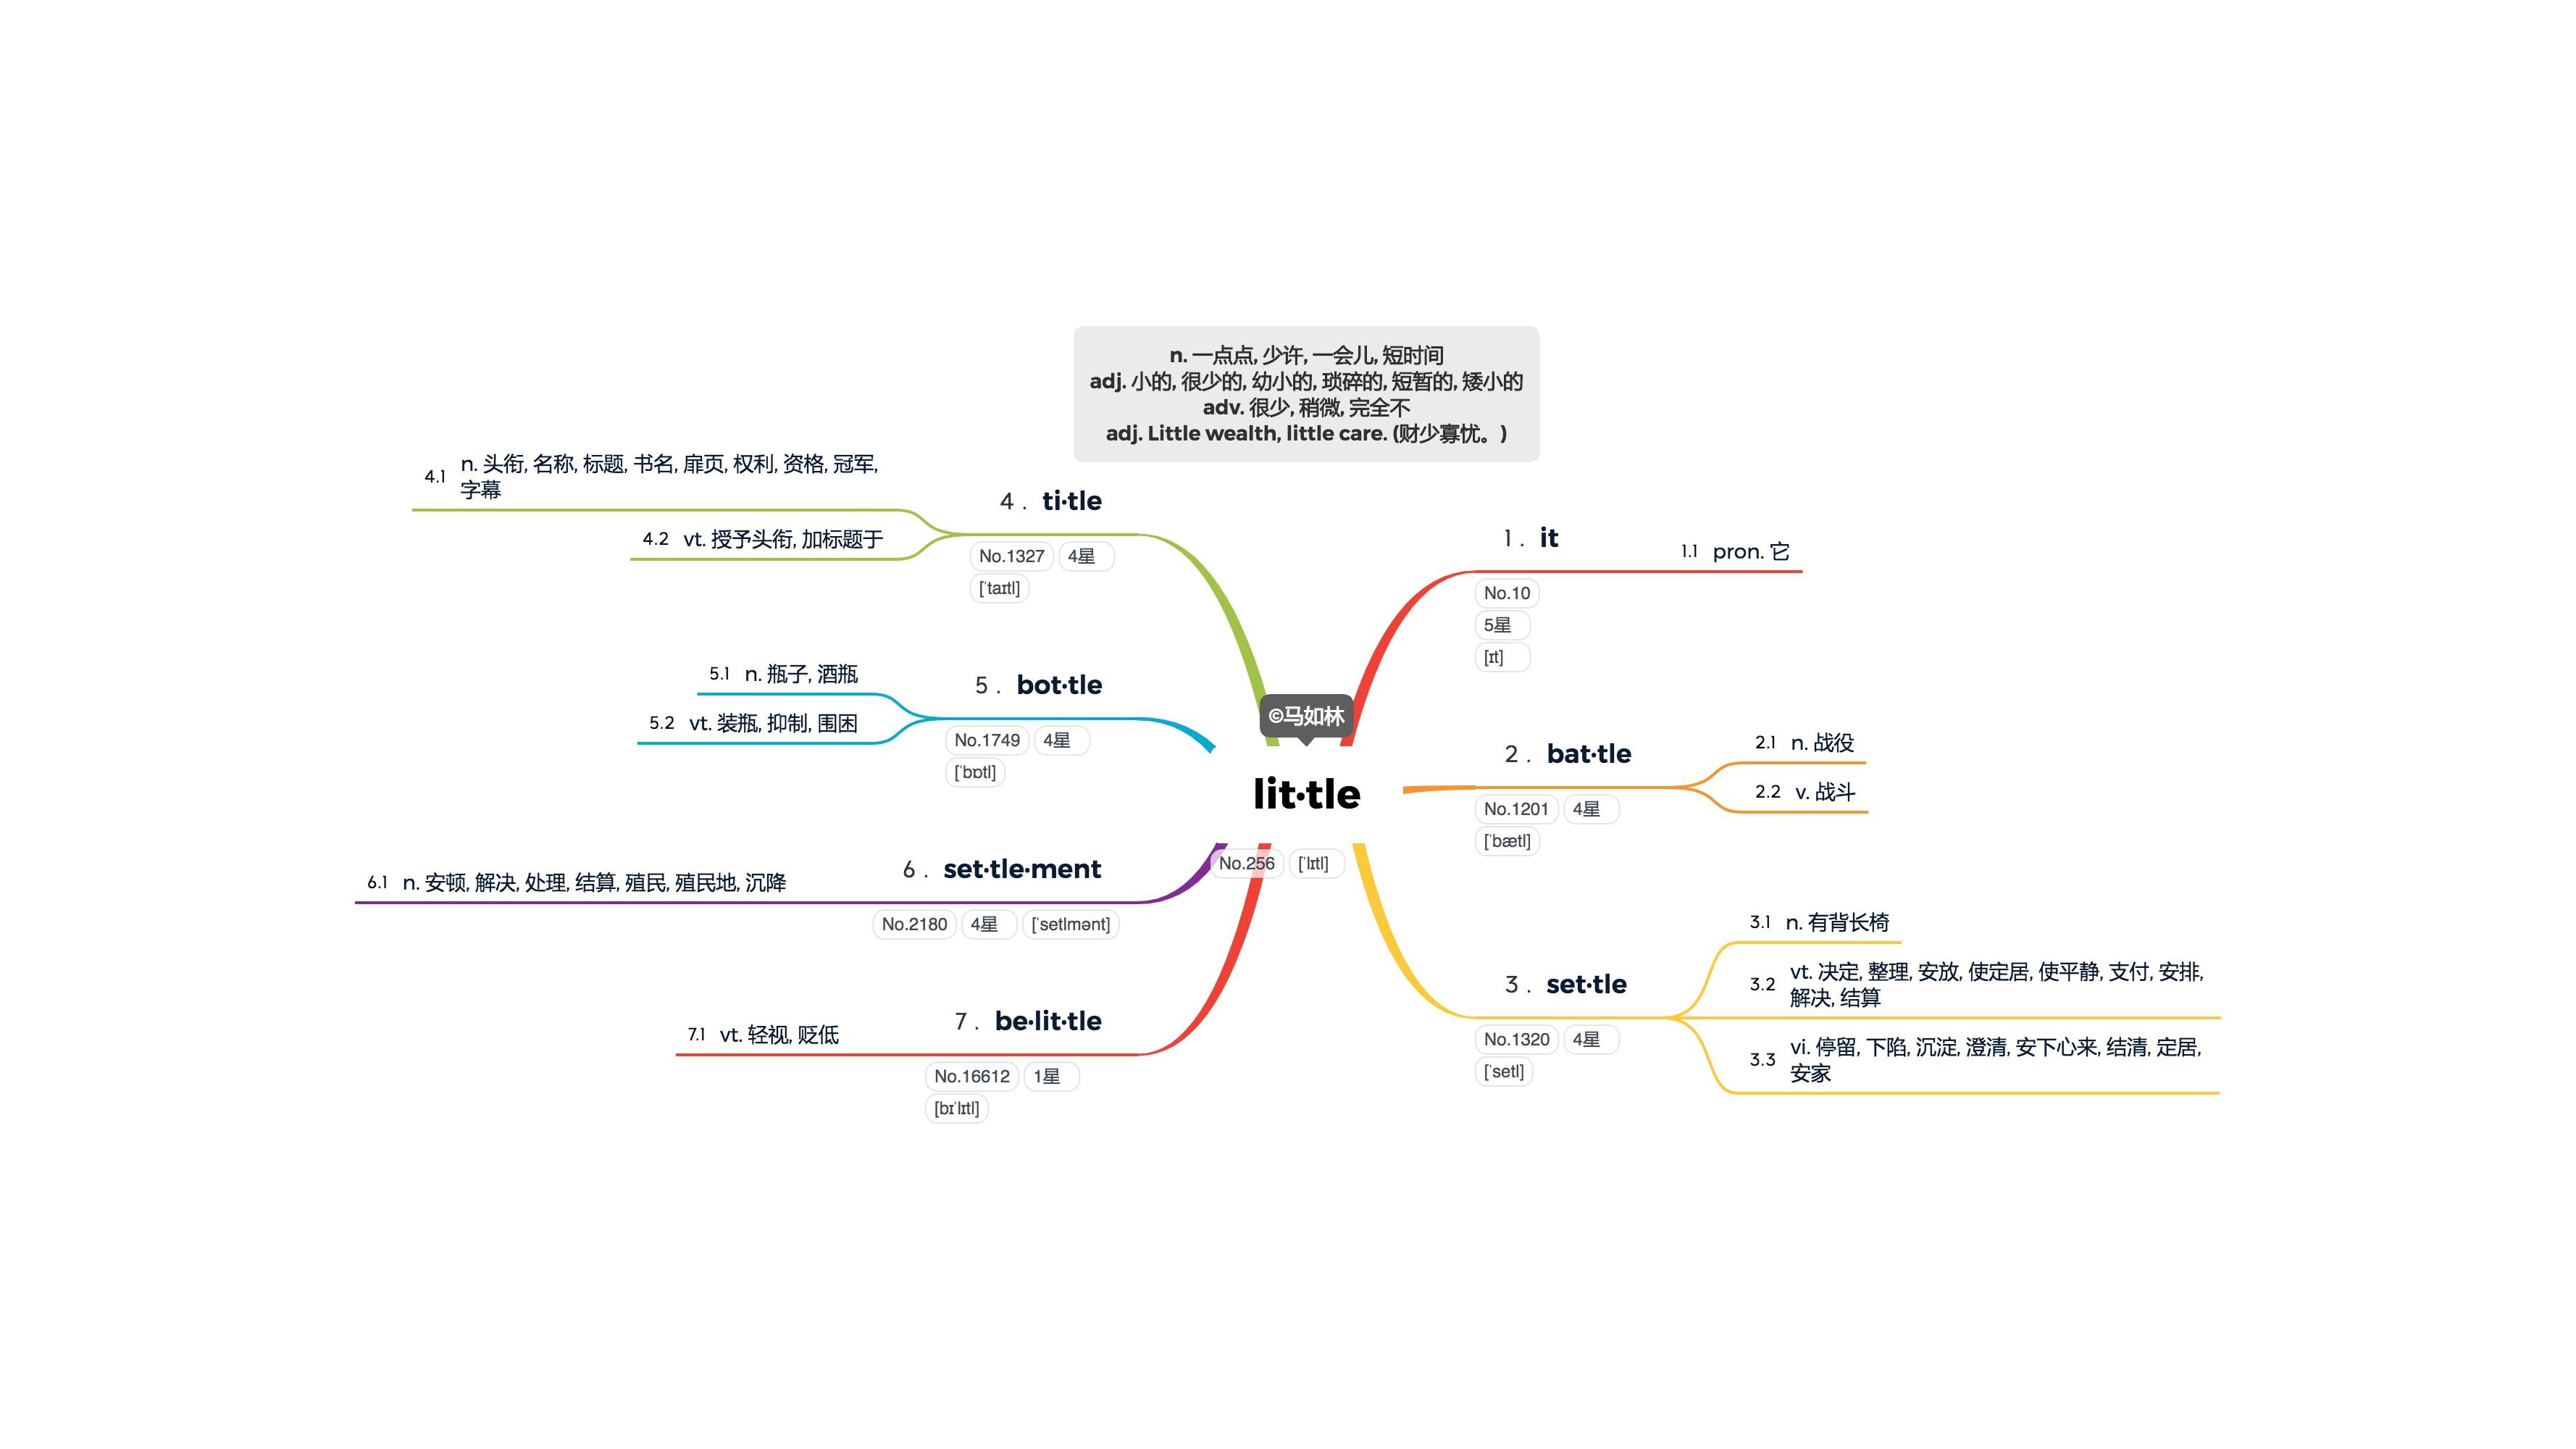 n. 一点点, 少许, 一会儿, 短时间
adj. 小的, 很少的, 幼小的, 琐碎的, 短暂的, 矮小的
adv. 很少, 稍微, 完全不
adj. Little wealth, little care. (财少寡忧。)
©马如林
lit·tle
No.256 [ˈlɪtl]
1 . it
No.10
5星
[ɪt]
1.1 pron. 它
2 . bat·tle
No.1201 4星
[ˈbætl]
2.1 n. 战役
2.2 v. 战斗
3 . set·tle
No.1320 4星
[ˈsetl]
3.1 n. 有背长椅
3.2 vt. 决定, 整理, 安放, 使定居, 使平静, 支付, 安排,
解决, 结算
3.3 vi. 停留, 下陷, 沉淀, 澄清, 安下心来, 结清, 定居,
安家
4 . ti·tle
No.1327 4星
[ˈtaɪtl]
4.1 n. 头衔, 名称, 标题, 书名, 扉页, 权利, 资格, 冠军,
字幕
4.2 vt. 授予头衔, 加标题于
5 . bot·tle
No.1749 4星
[ˈbɒtl]
5.1 n. 瓶子, 酒瓶
5.2 vt. 装瓶, 抑制, 围困
6 . set·tle·ment
No.2180 4星 [ˈsetlmənt]
6.1 n. 安顿, 解决, 处理, 结算, 殖民, 殖民地, 沉降
7 . be·lit·tle
No.16612 1星
[bɪˈlɪtl]
7.1 vt. 轻视, 贬低